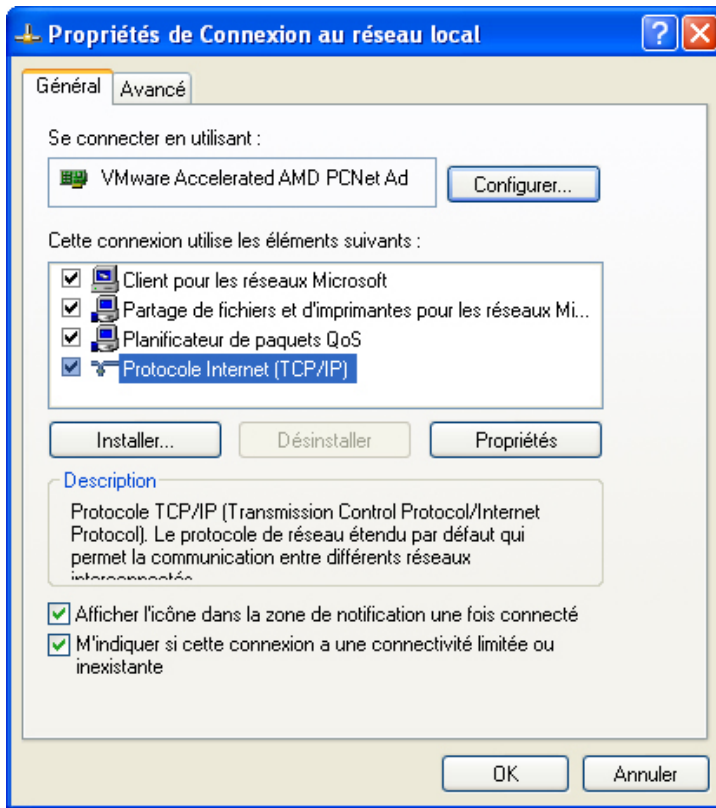 Propriétés de Connexion au réseau local
Général
Avancé
Se connecter en utilisant :
VMware Accelerated AMD PCNet Ad
Configurer...
Cette connexion utilise les éléments suivants :
Client pour les réseaux Microsoft
Partage de fichiers et d'imprimantes pour les réseaux Mi...
Planificateur de paquets QoS
Protocole Internet (TCP/IP)
Installer...
Désinstaller
Propriétés
Description
Protocole TCP/IP (Transmission Control Protocol/Internet
Protocol). Le protocole de réseau étendu par défaut qui
permet la communication entre différents réseaux
interconnectés
Afficher l'icône dans la zone de notification une fois connecté
M'indiquer si cette connexion a une connectivité limitée ou
inexistante
OK
Annuler